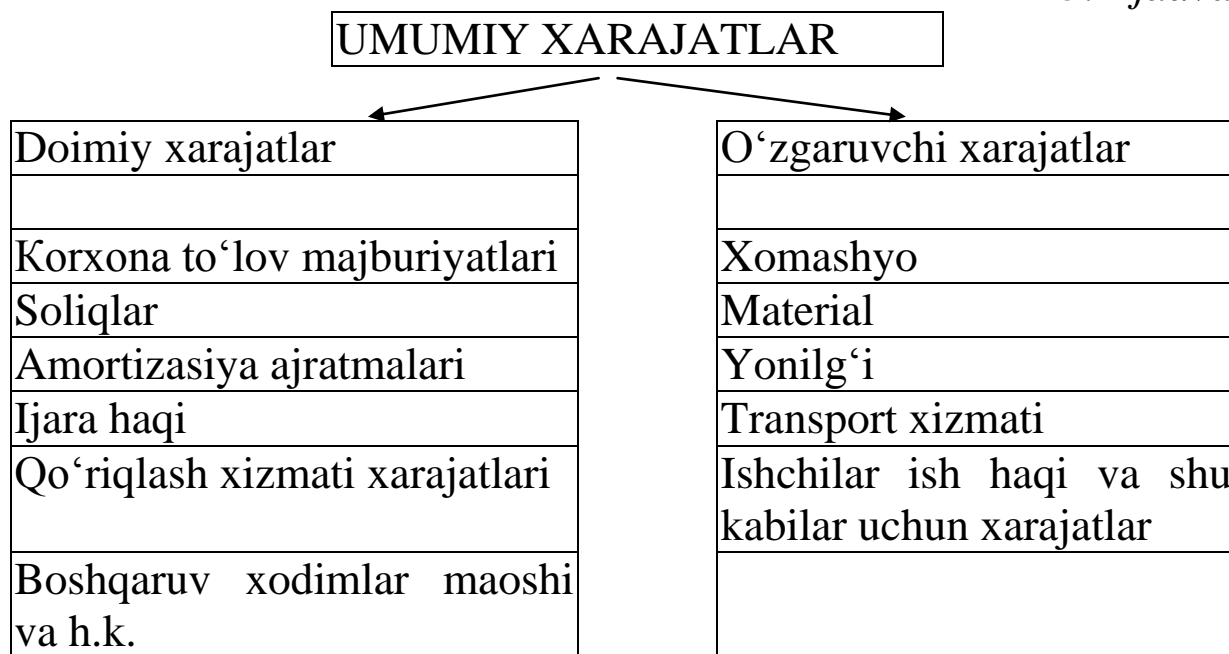 UMUMIY XARAJATLAR
Doimiy xarajatlar
Korxona to‘lov majburiyatlari
Soliqlar
Amortizasiya ajratmalari
Ijara haqi
Qo‘riqlash xizmati xarajatlari
Boshqaruv xodimlar maoshi
va h.k.
O‘zgaruvchi xarajatlar
Xomashyo
Material
Yonilg‘i
Transport xizmati
Ishchilar ish haqi va shu
kabilar uchun xarajatlar